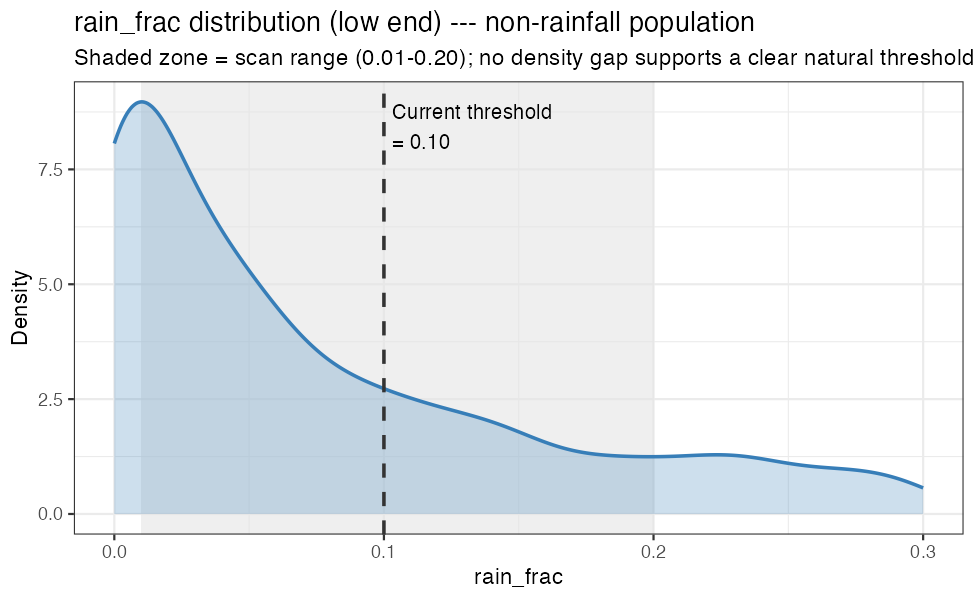 rain_frac distribution (low end) --- non-rainfall population
Shaded zone = scan range (0.01-0.20); no density gap supports a clear natural threshold
Current threshold
= 0.10
7.5
5.0
2.5
0.0
Density
0.0
0.1
0.2
0.3
rain_frac